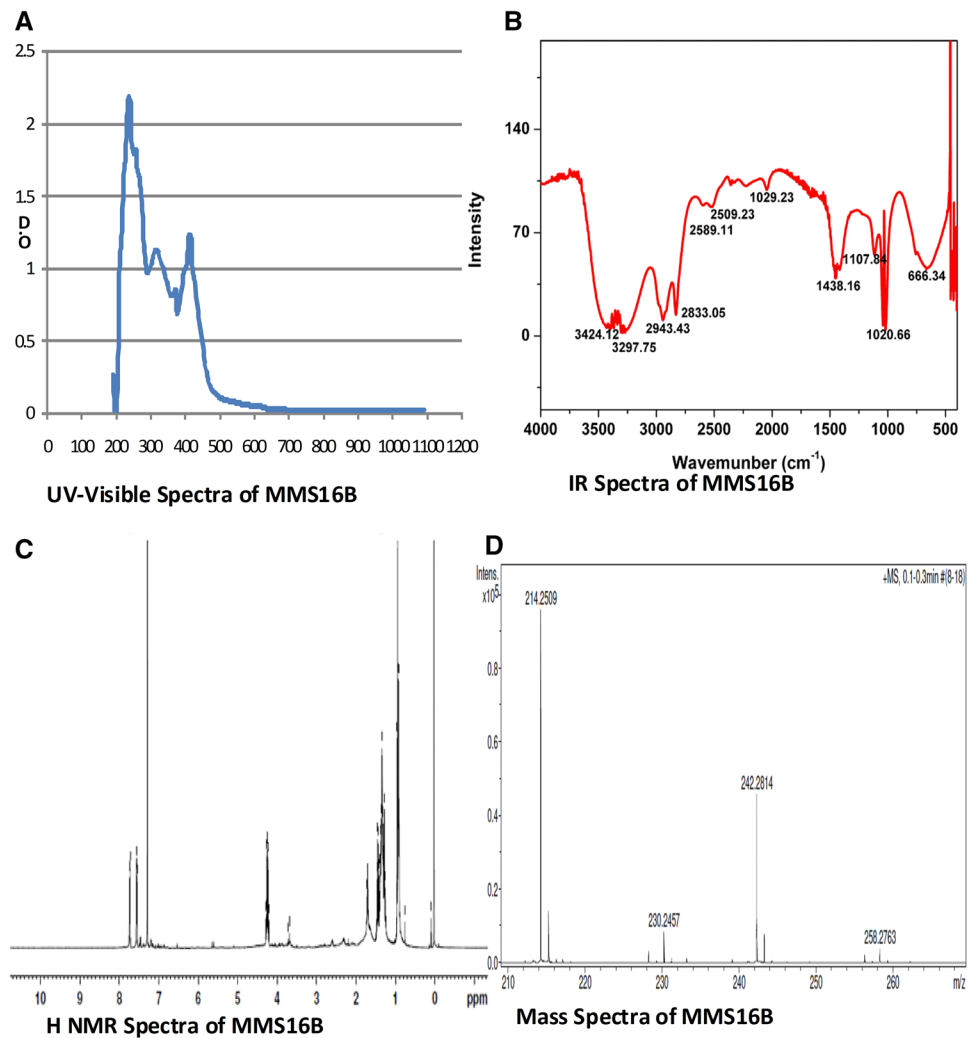 A
2.5
2
1.5
1
0.5
0
D
O
0 100 200 300 400 500 600 700 800 900 1000 1100 1200
UV-Visible Spectra of MMS16B
B
140
70
0
Intensity
1029.23
2509.23
2589.11
1107.84
1438.16
666.34
2833.05
2943.43
3424.12
3297.75
1020.66
4000 3500 3000 2500 2000 1500 1000 500
Wavemunber (cm-1)
IR Spectra of MMS16B
C
10 9 8 7 6 5 4 3 2 1 0 ppm
H NMR Spectra of MMS16B
D
Intens.
x105
+MS, 0.1-0.3min #(8-18)
214.2509
0.8
242.2814
0.6
0.4
0.2
230.2457
258.2763
0.0
210 220 230 240 250 260 m/z
Mass Spectra of MMS16B